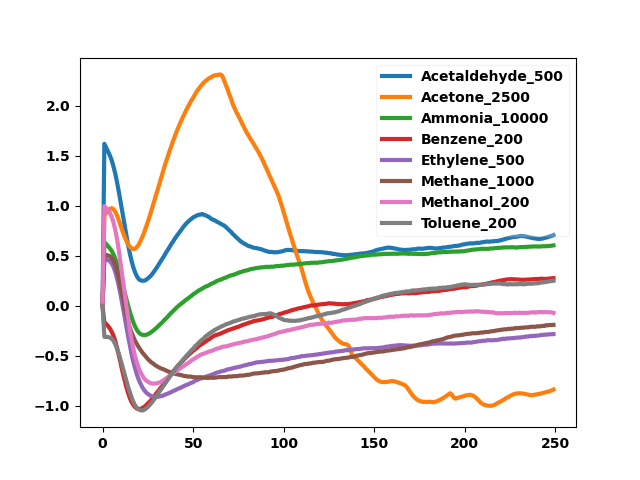 Acetaldehyde_500
Acetone_2500
Ammonia_10000
Benzene_200
Ethylene_500
Methane_1000
Methanol_200
Toluene_200
2.0
1.5
1.0
0.5
0.0
−0.5
−1.0
0 50 100 150 200 250